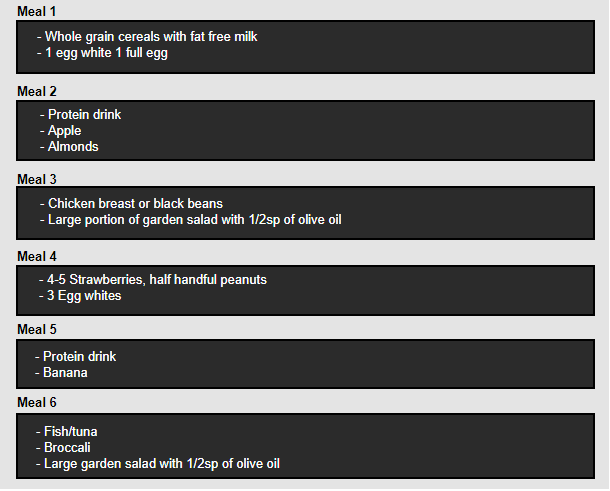 Meal 1
- Whole grain cereals with fat free milk
- 1 egg white 1 full egg
Meal 2
- Protein drink
- Apple
- Almonds
Meal 3
- Chicken breast or black beans
- Large portion of garden salad with 1/2sp of olive oil
Meal 4
- 4-5 Strawberries, half handful peanuts
- 3 Egg whites
Meal 5
- Protein drink
- Banana
Meal 6
- Fish/tuna
- Broccali
- Large garden salad with 1/2sp of olive oil